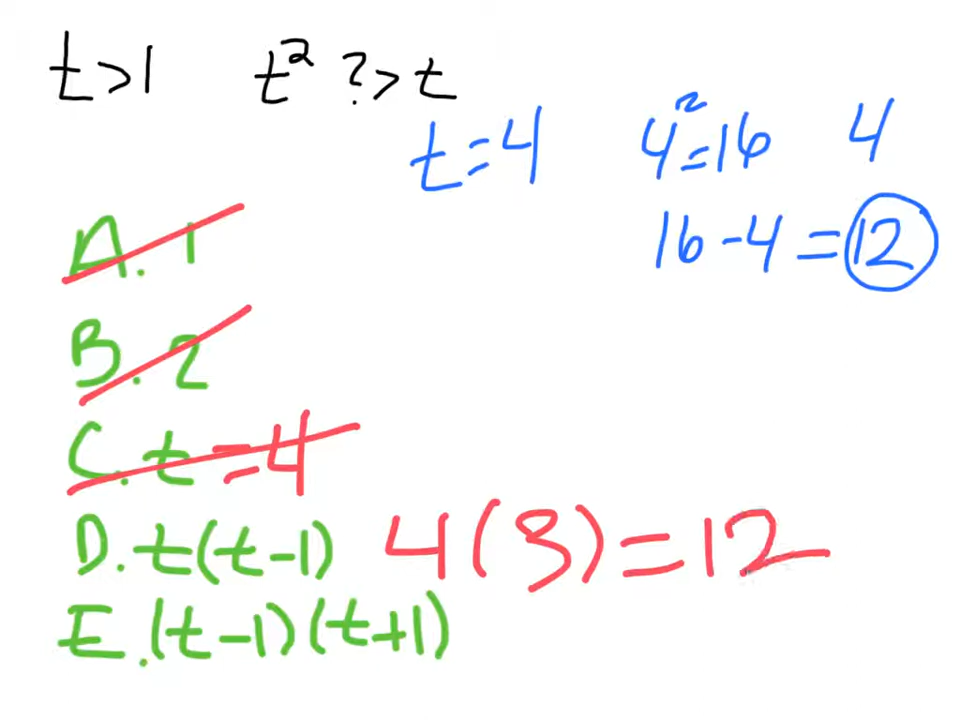 t>1 t² ?> t
t=4 4²=16 4
16-4=12
A. 1
B. 2
C. t =4
D. t(t-1) 4(3)=12
E. (t-1)(t+1)